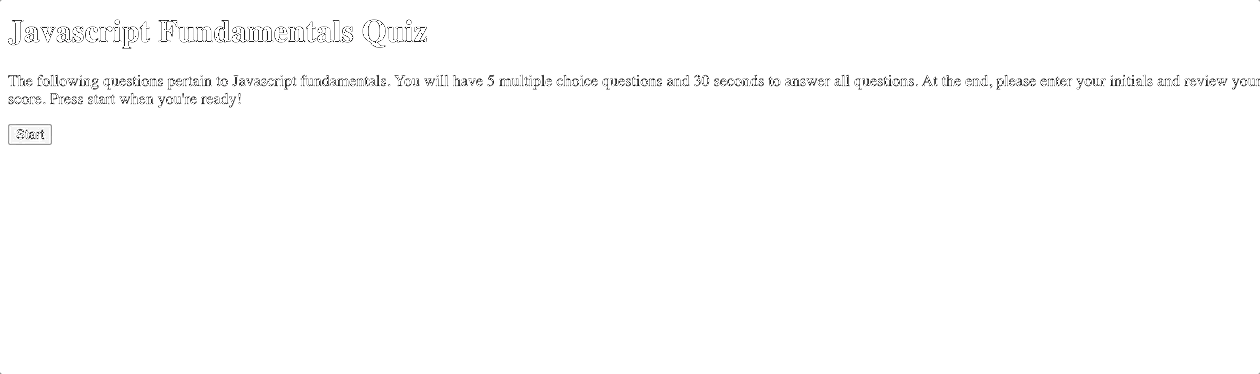 Javascript Fundamentals Quiz
The following questions pertain to Javascript fundamentals. You will have 5 multiple choice questions and 30 seconds to answer all questions. At the end, please enter your initials and review your
score. Press start when you're ready!
Start